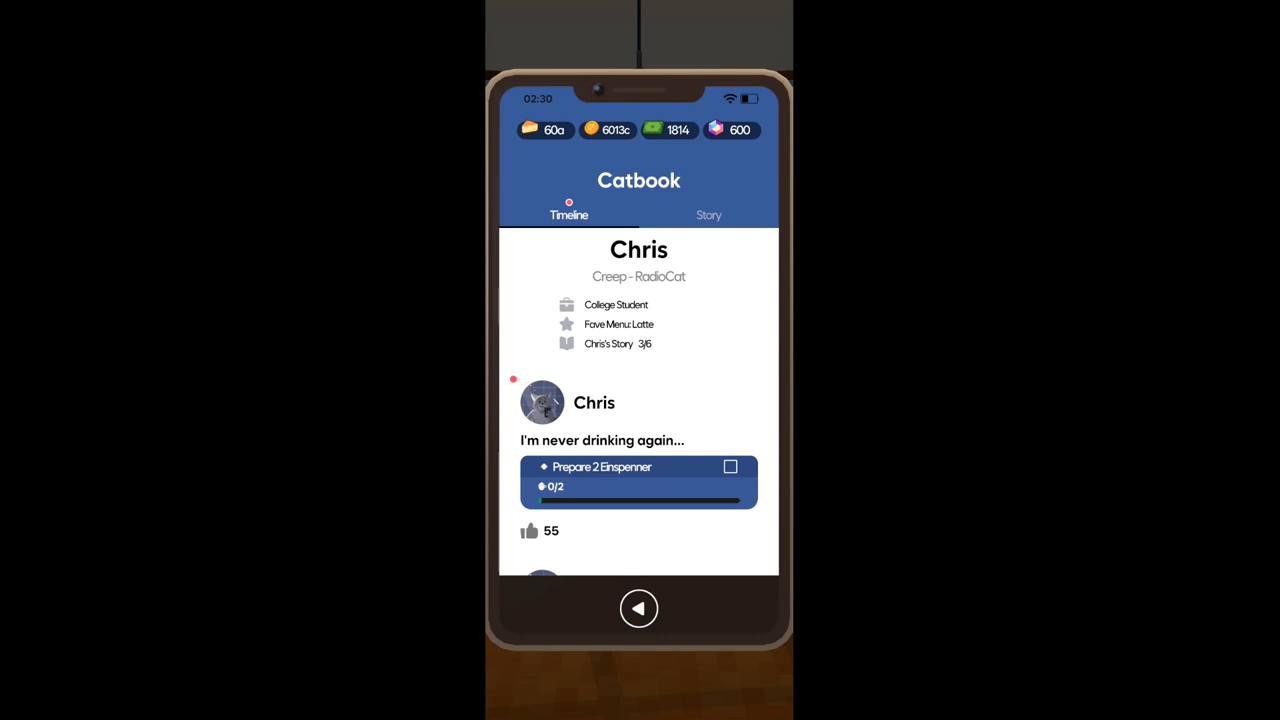 02:30
60a 6013c 1814 600
Catbook
Timeline Story
Chris
Creep - RadioCat
College Student
Fave Menu: Latte
Chris's Story 3/6
Chris
I'm never drinking again...
Prepare 2 Einspenner
0/2
55